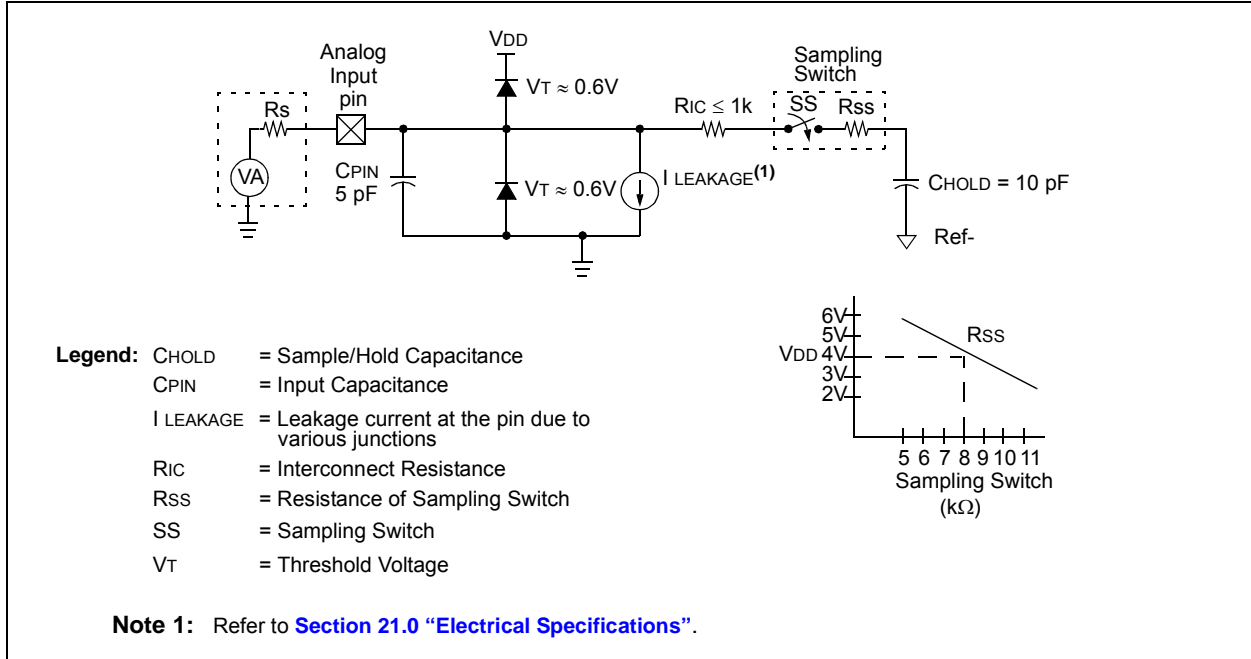 VDD
Analog
Input
pin
Sampling
Switch
VT ≈ 0.6V
RIC ≤ 1k
SS
Rss
Rs
VA
CPIN
5 pF
VT ≈ 0.6V
I LEAKAGE(1)
CHOLD = 10 pF
Ref-
6V
5V
VDD 4V
3V
2V
RSS
5 6 7 8 9 10 11
Sampling Switch
(kΩ)
Legend: CHOLD = Sample/Hold Capacitance
CPIN = Input Capacitance
I LEAKAGE = Leakage current at the pin due to
various junctions
RIC = Interconnect Resistance
RSS = Resistance of Sampling Switch
SS = Sampling Switch
VT = Threshold Voltage
Note 1: Refer to Section 21.0 “Electrical Specifications”.